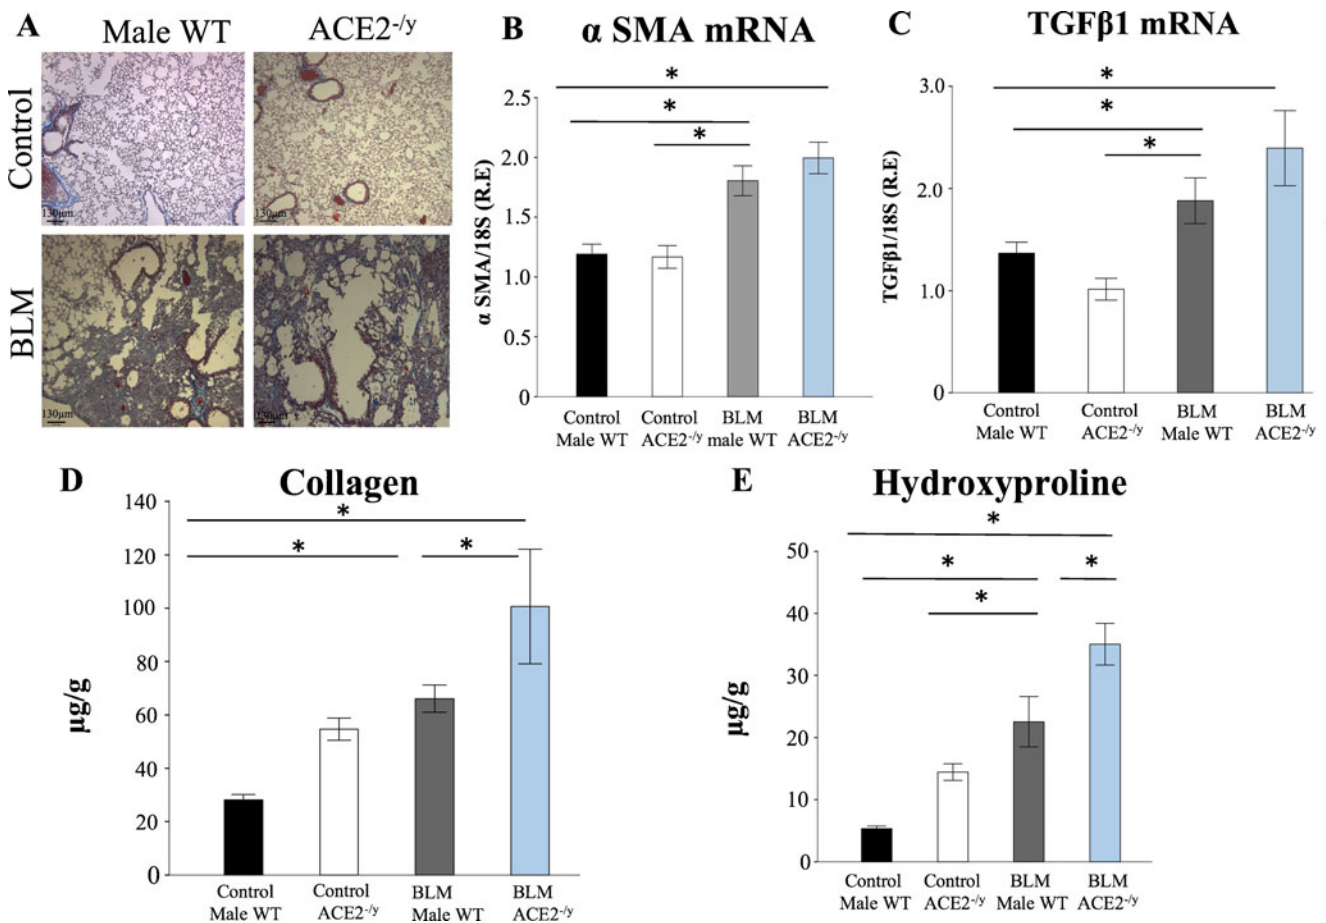 A
Male WT
ACE2-/y
Control
BLM
130µm
130µm
130µm
130µm
B
α SMA mRNA
α SMA/18S (R.E)
2.5
2.0
1.5
1.0
0.5
0
*
*
*
Control
Male WT
Control
ACE2-/y
BLM
male WT
BLM
ACE2-/y
C
TGFβ1 mRNA
TGFβ1/18S (R.E)
3.0
2.0
1.0
0.0
*
*
*
Control
Male WT
Control
ACE2-/y
BLM
Male WT
BLM
ACE2-/y
D
Collagen
µg/g
140
120
100
80
60
40
20
0
*
*
*
Control
Male WT
Control
ACE2-/y
BLM
Male WT
BLM
ACE2-/y
E
Hydroxyproline
µg/g
50
40
30
20
10
0
*
*
*
*
Control
Male WT
Control
ACE2-/y
BLM
Male WT
BLM
ACE2-/y